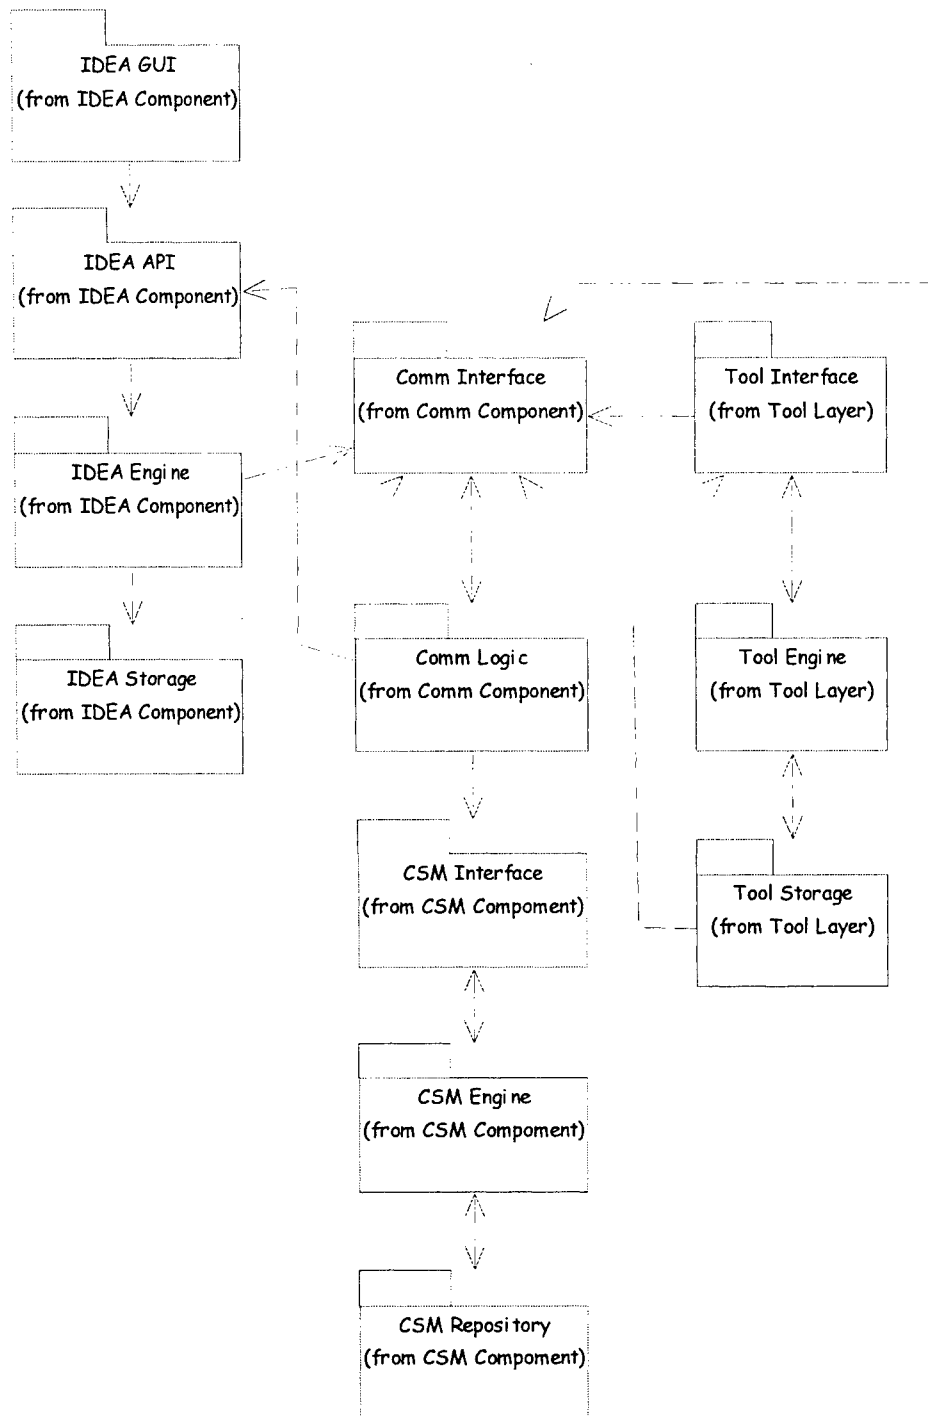 IDEA GUI
(from IDEA Component)
IDEA API
(from IDEA Component)
IDEA Engine
(from IDEA Component)
IDEA Storage
(from IDEA Component)
Comm Interface
(from Comm Component)
Comm Logic
(from Comm Component)
CSM Interface
(from CSM Compoment)
CSM Engine
(from CSM Compoment)
CSM Repository
(from CSM Compoment)
Tool Interface
(from Tool Layer)
Tool Engine
(from Tool Layer)
Tool Storage
(from Tool Layer)